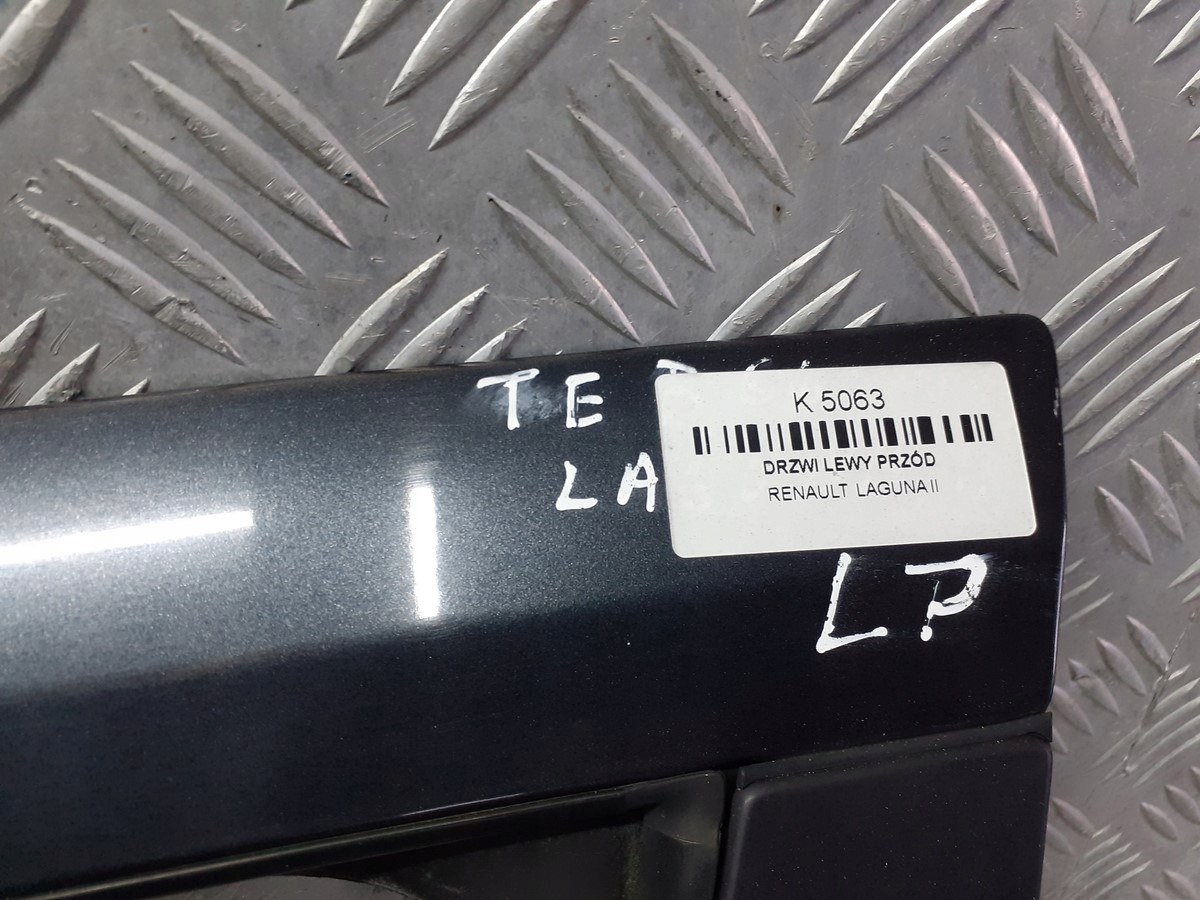 TE
LA
K 5063
DRZWI LEWY PRZÓD
RENAULT LAGUNA II
LP